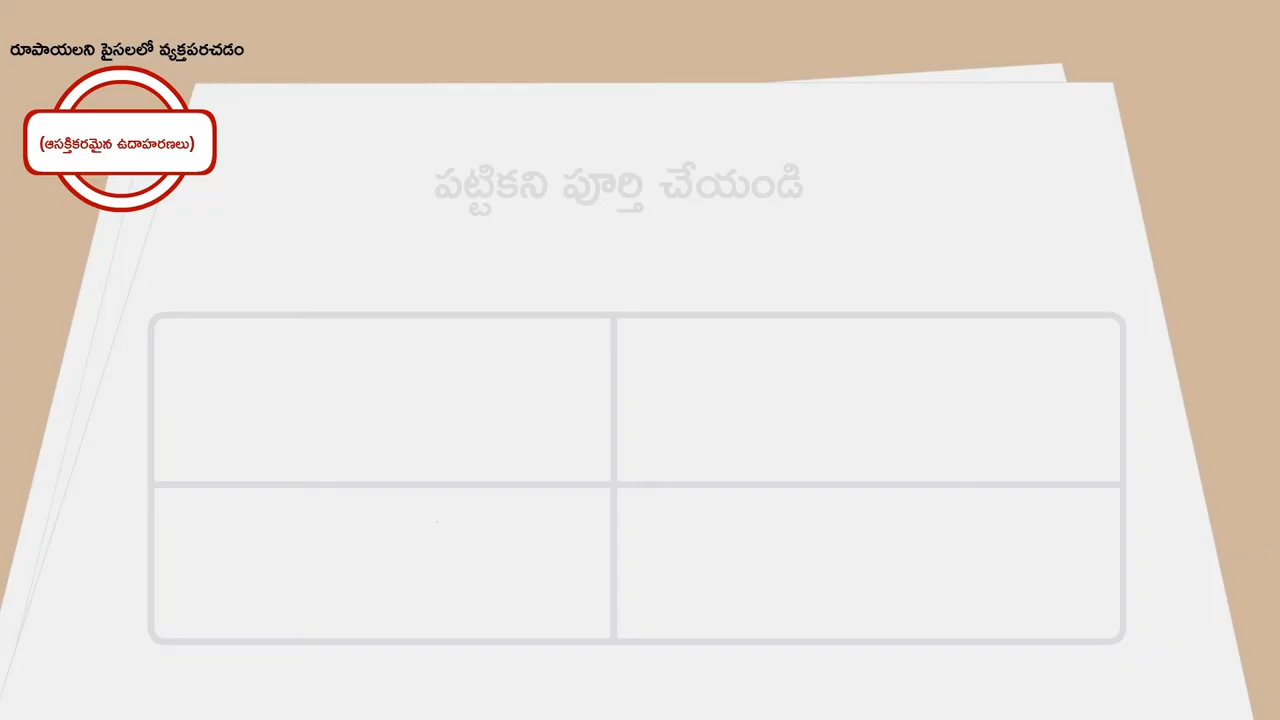 రూపాయలని పైసలలో వ్యక్తపరచడం
(ఆసక్తికరమైన ఉదాహరణలు)
పట్టికని పూర్తి చేయండి